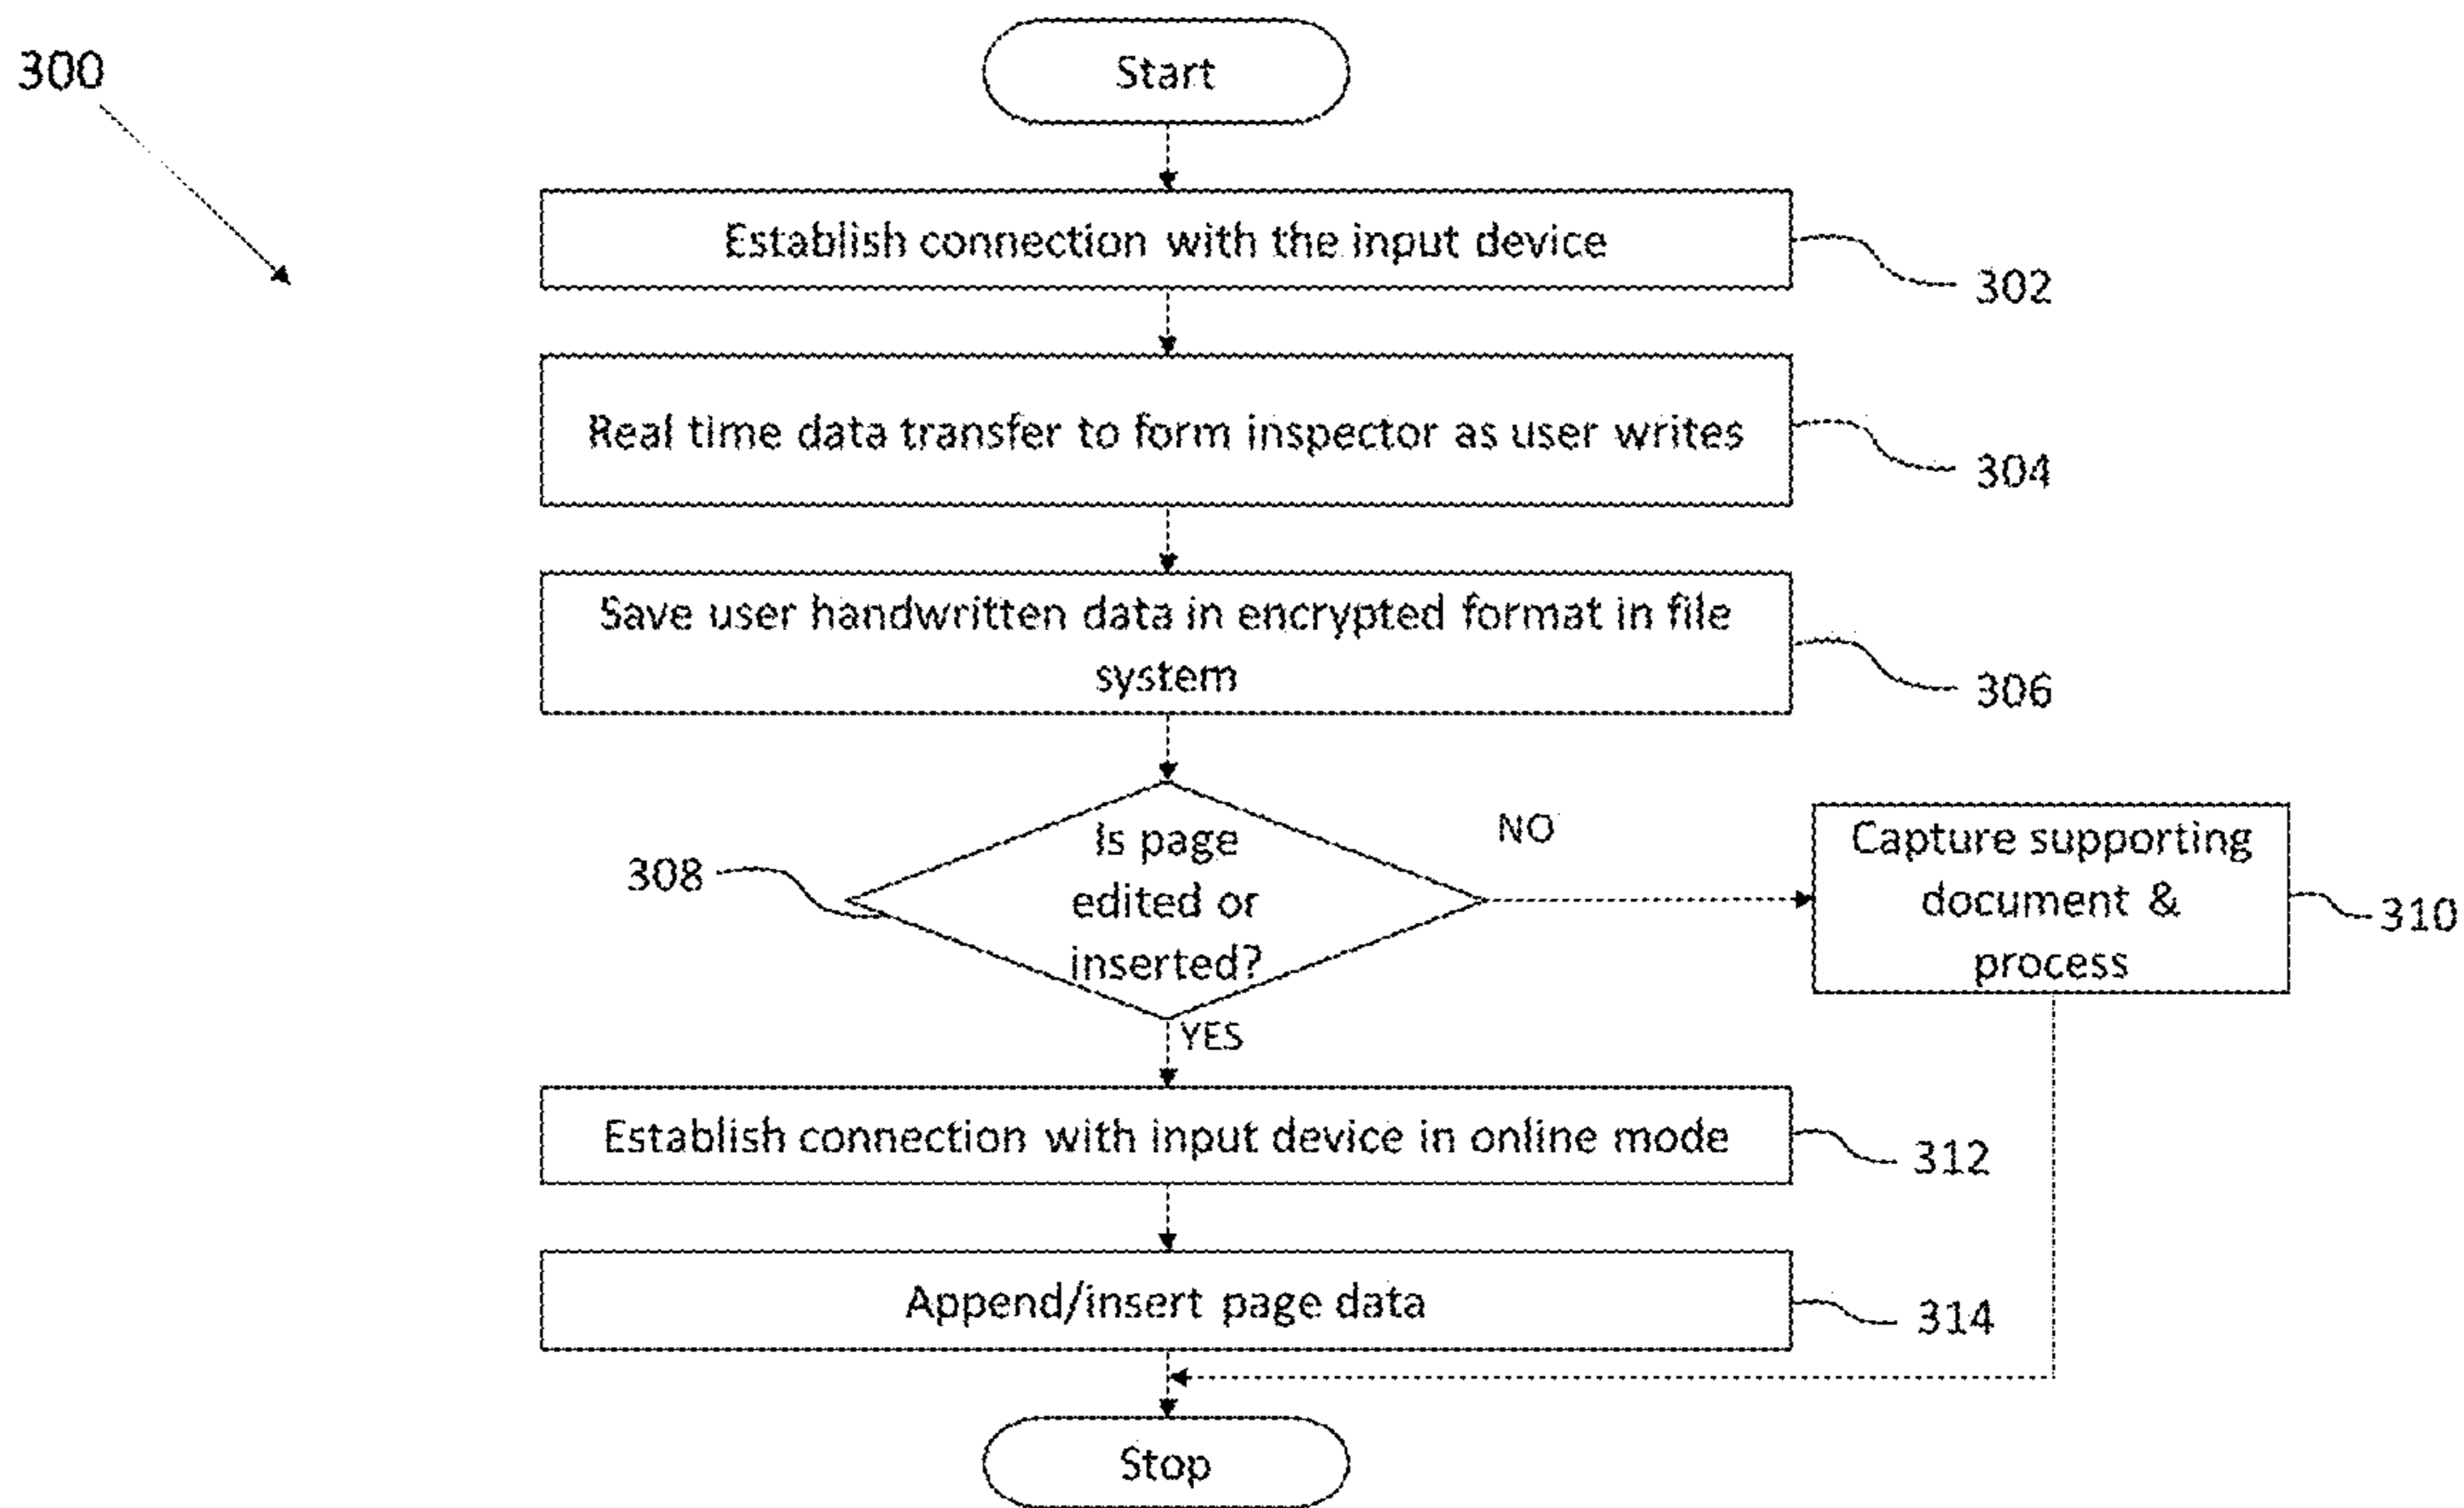 300
Start
Establish connection with the input device
302
Real time data transfer to form inspector as user writes
304
Save user handwritten data in encrypted format in file
system
306
Is page
edited or
inserted?
308
NO
Capture supporting
document &
process
310
YES
Establish connection with input device in online mode
312
Append/insert page data
314
Stop